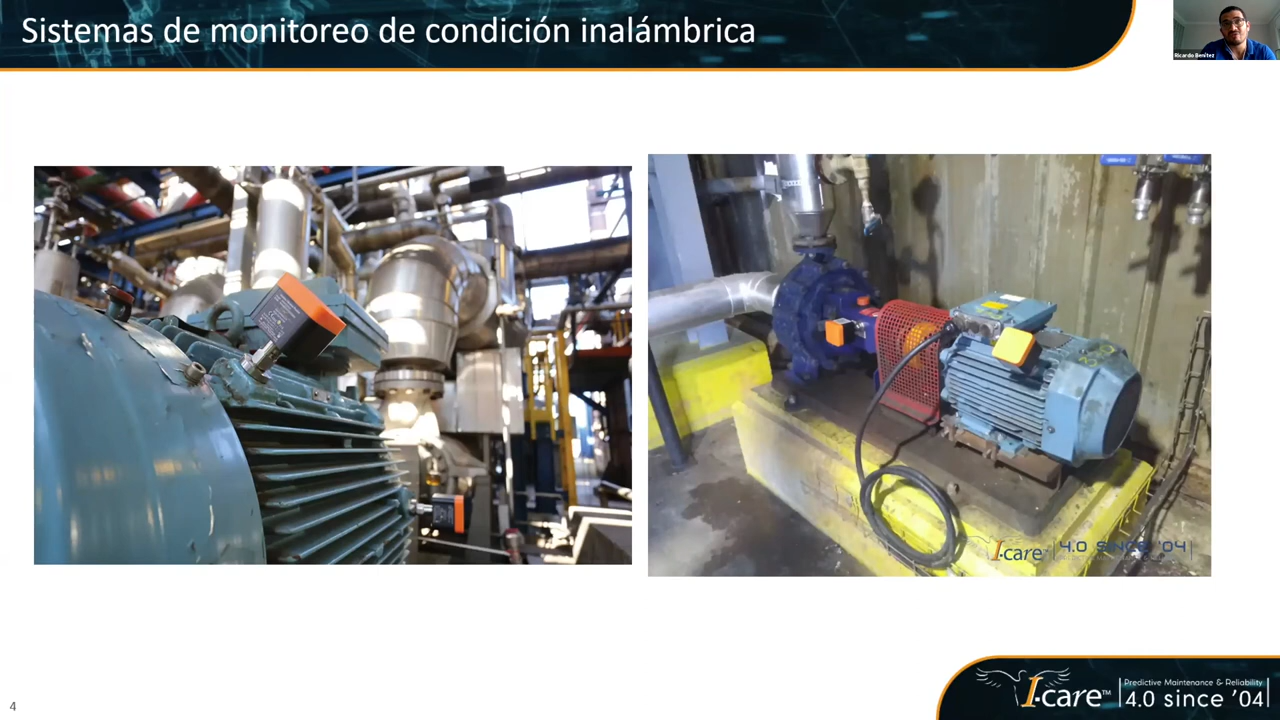 Sistemas de monitoreo de condición inalámbrica
Ricardo Benítez
I-care 4.0 SINCE '04
4
I-care™
Predictive Maintenance & Reliability
4.0 since '04